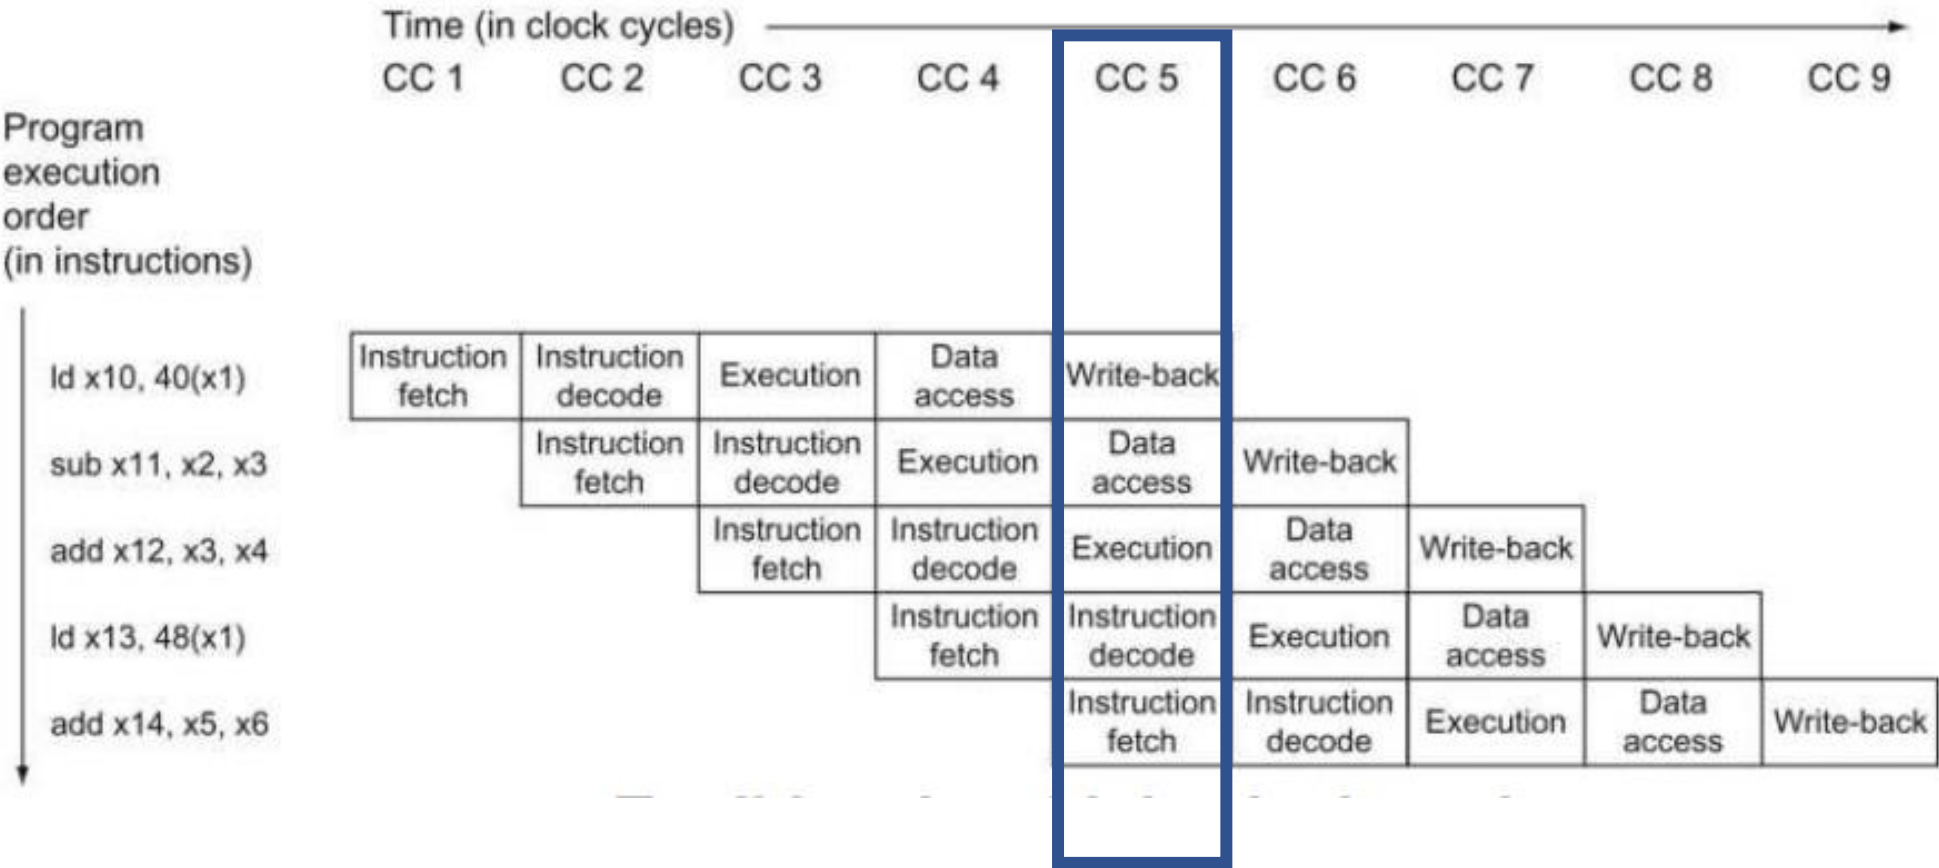 Time (in clock cycles)
CC 1 CC 2 CC 3 CC 4 CC 5 CC 6 CC 7 CC 8 CC 9
Program
execution
order
(in instructions)
ld x10, 40(x1) Instruction fetch Instruction decode Execution Data access Write-back
sub x11, x2, x3 Instruction fetch Instruction decode Execution Data access Write-back
add x12, x3, x4 Instruction fetch Instruction decode Execution Data access Write-back
ld x13, 48(x1) Instruction fetch Instruction decode Execution Data access Write-back
add x14, x5, x6 Instruction fetch Instruction decode Execution Data access Write-back